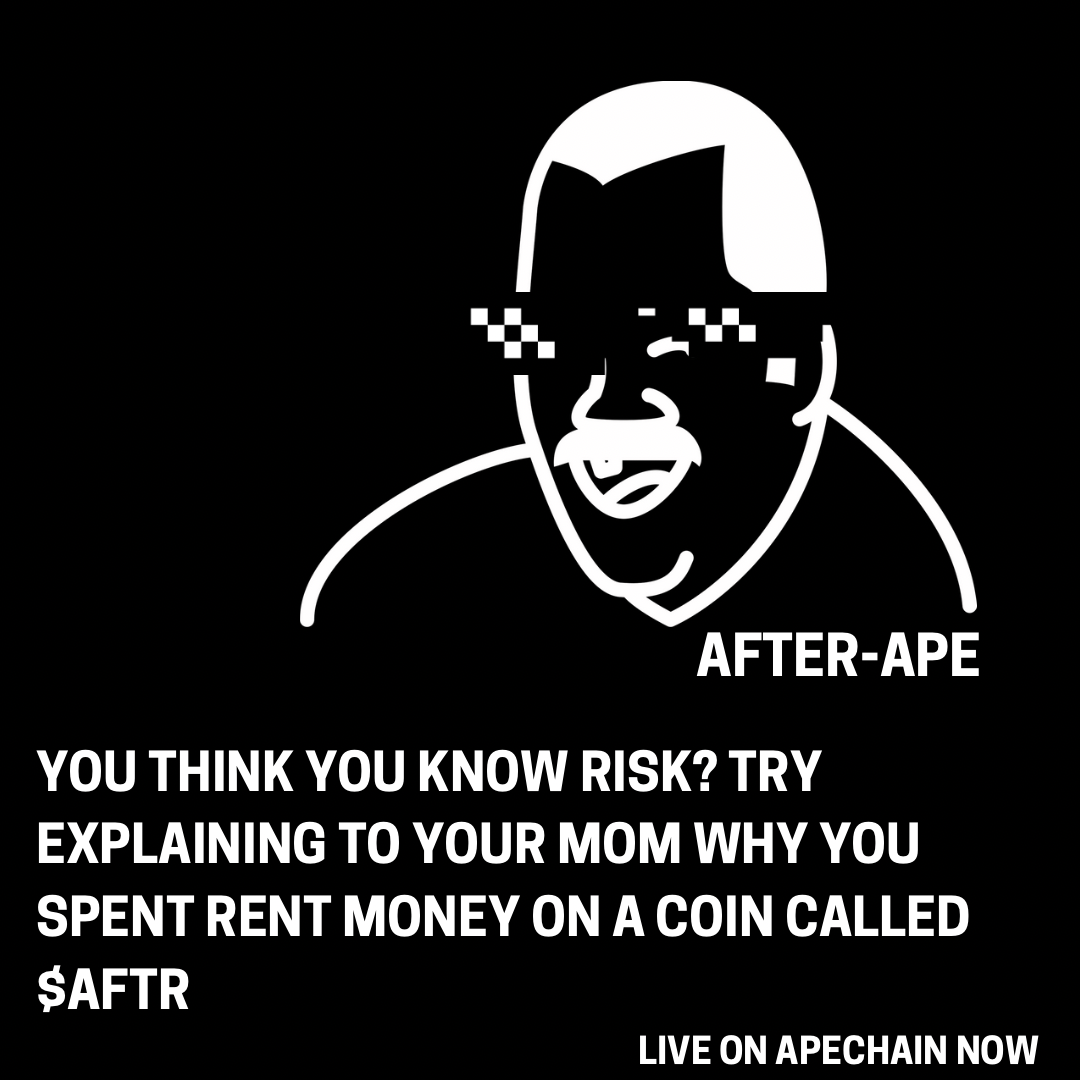 AFTER-APE
YOU THINK YOU KNOW RISK? TRY
EXPLAINING TO YOUR MOM WHY YOU
SPENT RENT MONEY ON A COIN CALLED
$AFTR
LIVE ON APECHAIN NOW